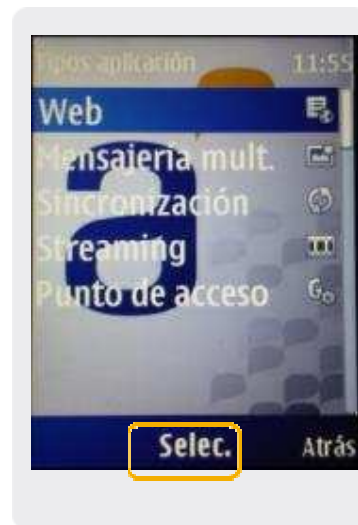 Tipos aplicación 11:55
Web
Mensajería mult.
Sincronización
Streaming
Punto de acceso
a
Selec. Atrás